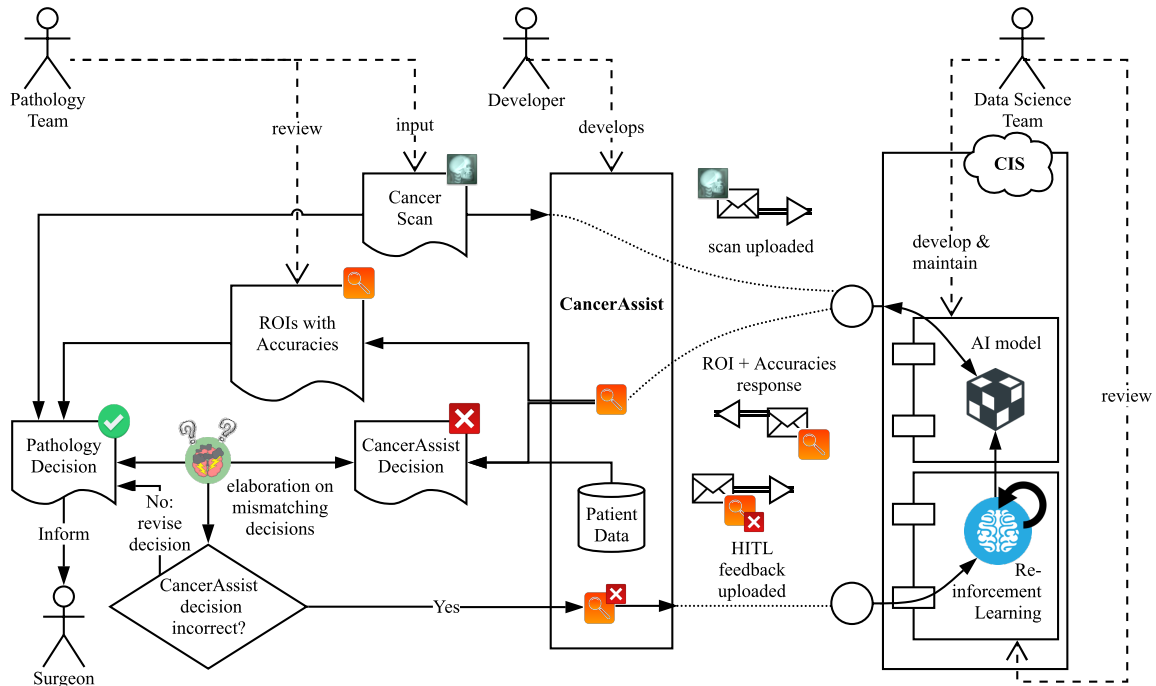 Pathology
Team
Developer
Data Science
Team
review
input
develops
CIS
Cancer
Scan
scan uploaded
develop &
maintain
CancerAssist
ROIs with
Accuracies
AI model
ROI + Accuracies
response
review
Pathology
Decision
CancerAssist
Decision
elaboration on
mismatching
decisions
No:
revise
decision
Patient
Data
Inform
HITL
feedback
uploaded
CancerAssist
decision
incorrect?
Yes
Re-
inforcement
Learning
Surgeon